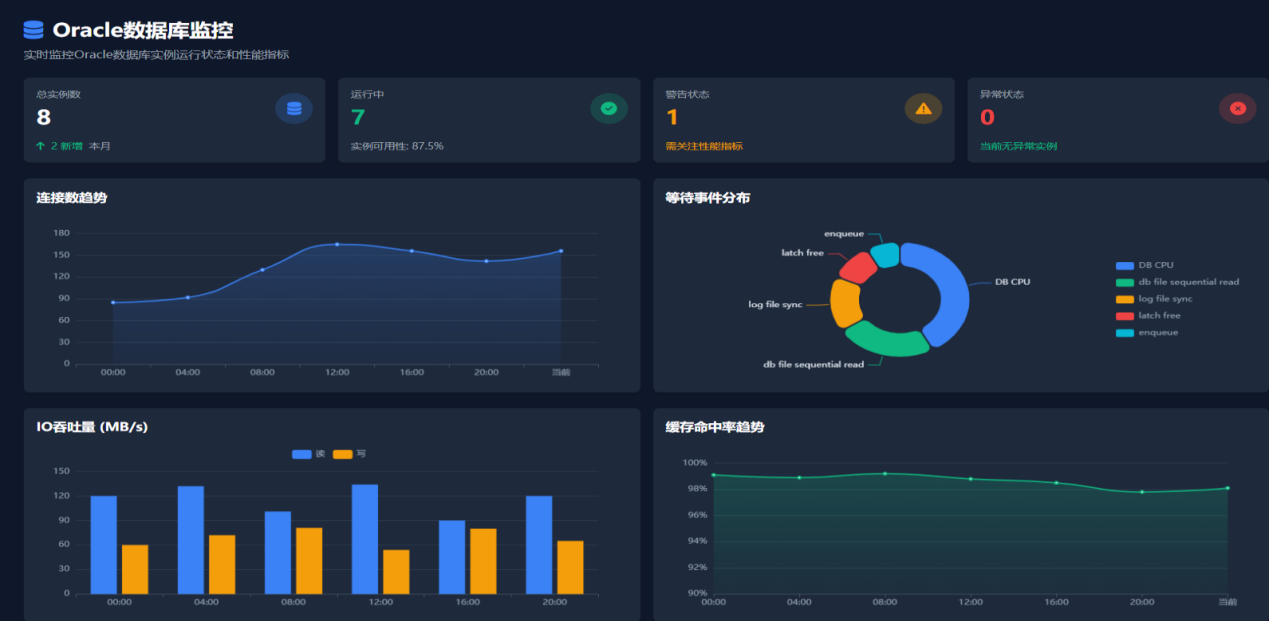 Oracle数据库监控
实时监控Oracle数据库实例运行状态和性能指标
总实例数
8
2 新增 本月
运行中
7
实例可用性: 87.5%
警告状态
1
需关注性能指标
异常状态
0
当前无异常实例
连接数趋势
180
150
120
90
60
30
0
00:00 04:00 08:00 12:00 16:00 20:00 当前
等待事件分布
enqueue
latch free
DB CPU
log file sync
db file sequential read
DB CPU
db file sequential read
log file sync
latch free
enqueue
IO吞吐量 (MB/s)
读 写
150
120
90
60
30
0
00:00 04:00 08:00 12:00 16:00 20:00
缓存命中率趋势
100%
98%
96%
94%
92%
90%
00:00 04:00 08:00 12:00 16:00 20:00 当前